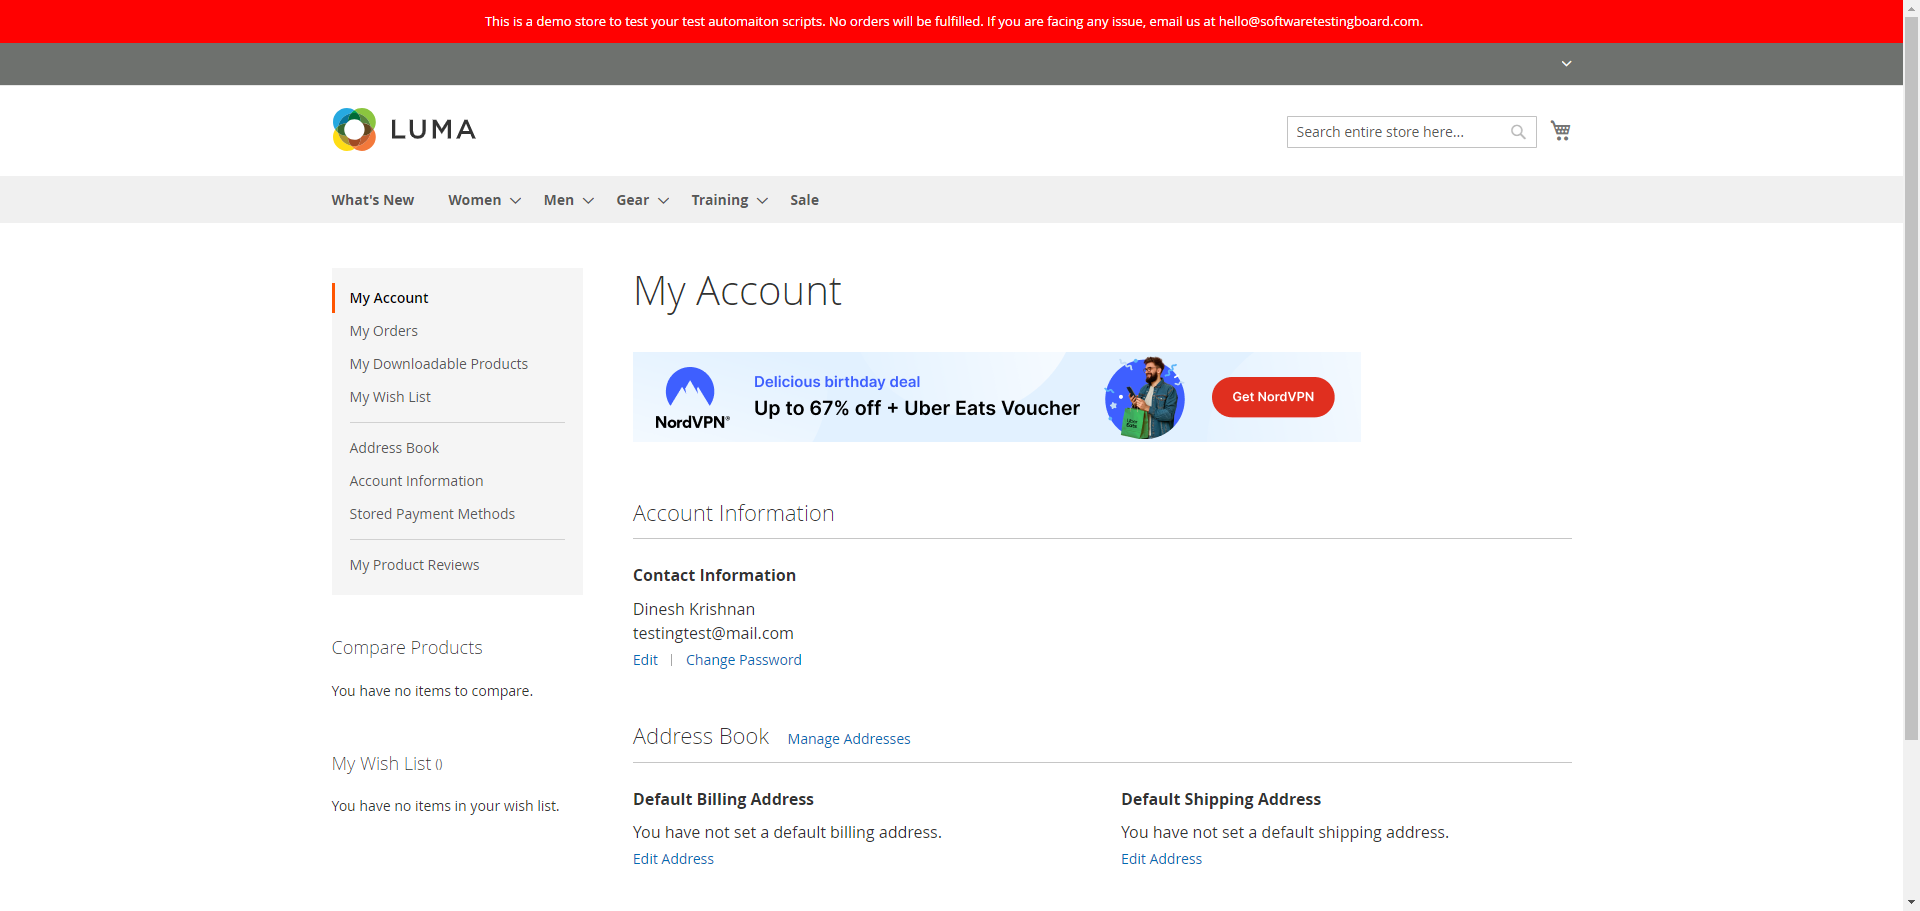 This is a demo store to test your test automaiton scripts. No orders will be fulfilled. If you are facing any issue, email us at hello@softwaretestingboard.com.
LUMA
Search entire store here...
What's New
Women
Men
Gear
Training
Sale
My Account
My Orders
My Downloadable Products
My Wish List
Address Book
Account Information
Stored Payment Methods
My Product Reviews
Compare Products
You have no items to compare.
My Wish List ()
You have no items in your wish list.
My Account
NordVPN®
Delicious birthday deal
Up to 67% off + Uber Eats Voucher
Uber
Eats
Get NordVPN
Account Information
Contact Information
Dinesh Krishnan
testingtest@mail.com
Edit | Change Password
Address Book Manage Addresses
Default Billing Address
You have not set a default billing address.
Edit Address
Default Shipping Address
You have not set a default shipping address.
Edit Address